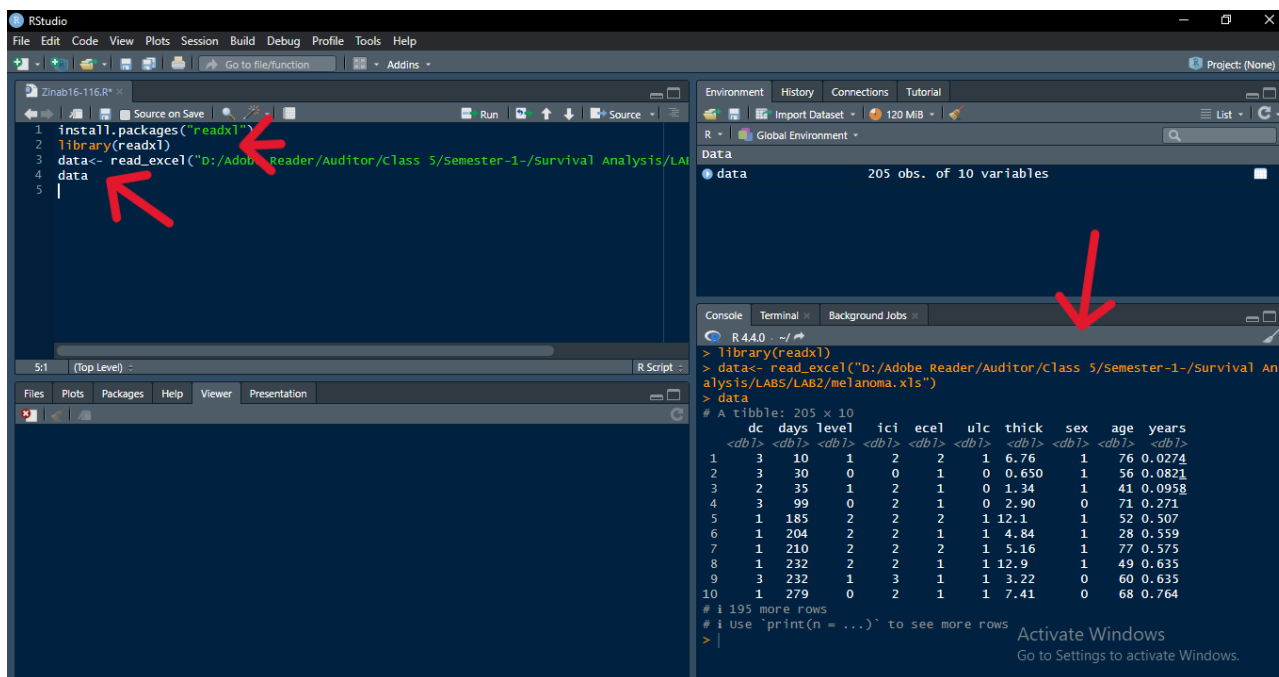 RStudio
File Edit Code View Plots Session Build Debug Profile Tools Help
Go to file/function Addins Project: (None)
Zinab16-116.R*
Source on Save Run Source
1 install.packages("readxl")
2 library(readxl)
3 data<- read_excel("D:/Adobe Reader/Auditor/Class 5/Semester-1-/Survival Analysis/LA
4 data
5
5:1 (Top Level) R Script
Files Plots Packages Help Viewer Presentation
Environment History Connections Tutorial
Import Dataset 120 MiB List
R Global Environment
Data
data 205 obs. of 10 variables
Console Terminal Background Jobs
R 4.4.0 · ~/
> library(readxl)
> data<- read_excel("D:/Adobe Reader/Auditor/Class 5/Semester-1-/Survival An
alysis/LABS/LAB2/melanoma.xls")
> data
# A tibble: 205 × 10
dc days level ici ecel ulc thick sex age years
<dbl> <dbl> <dbl> <dbl> <dbl> <dbl> <dbl> <dbl> <dbl> <dbl>
1 3 10 1 2 2 1 6.76 1 76 0.0274
2 3 30 0 0 1 0 0.650 1 56 0.0821
3 2 35 1 2 1 0 1.34 1 41 0.0958
4 3 99 0 2 1 0 2.90 0 71 0.271
5 1 185 2 2 2 1 12.1 1 52 0.507
6 1 204 2 2 1 1 4.84 1 28 0.559
7 1 210 2 2 2 1 5.16 1 77 0.575
8 1 232 2 2 1 1 12.9 1 49 0.635
9 3 232 1 3 1 1 3.22 0 60 0.635
10 1 279 0 2 1 1 7.41 0 68 0.764
# ℹ 195 more rows
# ℹ Use `print(n = ...)` to see more rows
>
Activate Windows
Go to Settings to activate Windows.